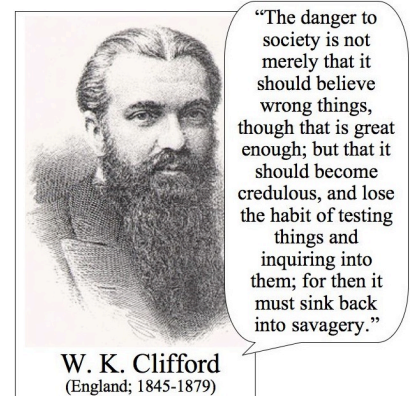 “The danger to
society is not
merely that it
should believe
wrong things,
though that is great
enough; but that it
should become
credulous, and lose
the habit of testing
things and
inquiring into
them; for then it
must sink back
into savagery.”
W. K. Clifford
(England; 1845-1879)